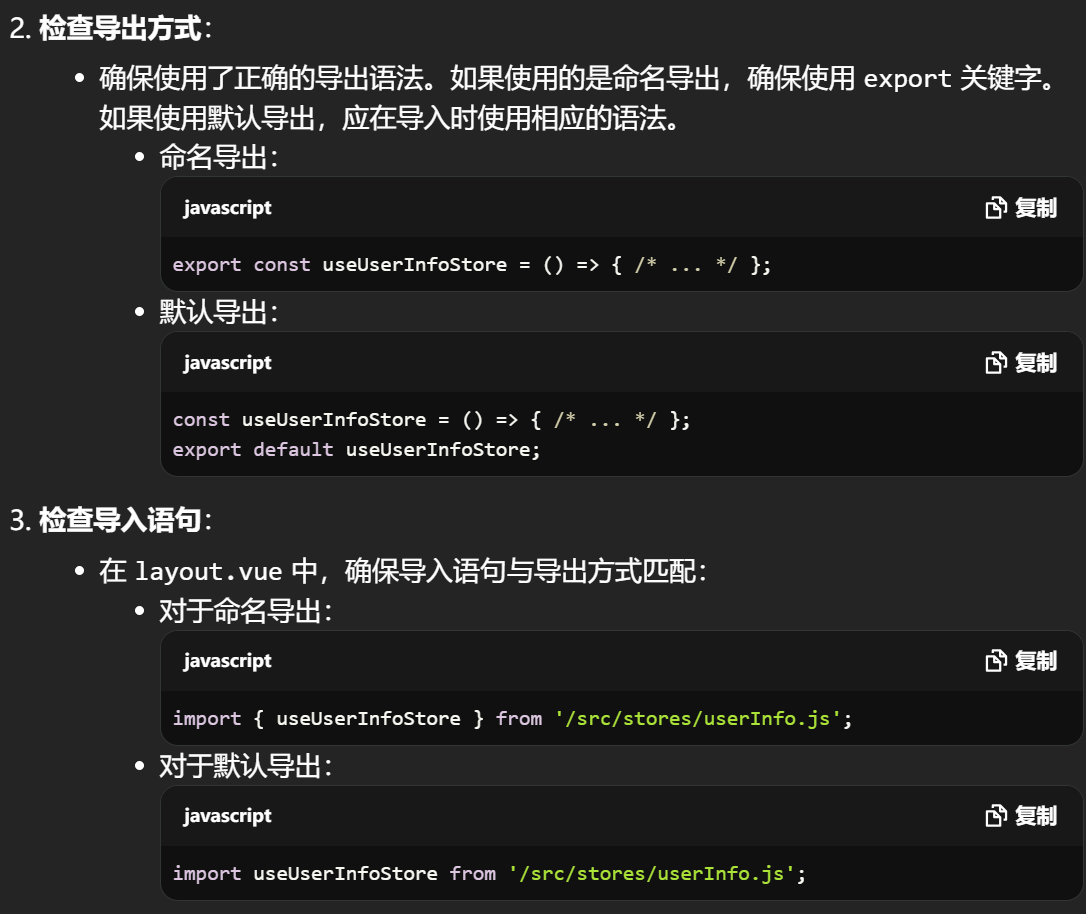 2. 检查导出方式：
• 确保使用了正确的导出语法。如果使用的是命名导出，确保使用 export 关键字。
如果使用默认导出，应在导入时使用相应的语法。
• 命名导出：
javascript 复制
export const useUserInfoStore = () => { /* ... */ };
• 默认导出：
javascript 复制
const useUserInfoStore = () => { /* ... */ };
export default useUserInfoStore;
3. 检查导入语句：
• 在 layout.vue 中，确保导入语句与导出方式匹配：
• 对于命名导出：
javascript 复制
import { useUserInfoStore } from '/src/stores/userInfo.js';
• 对于默认导出：
javascript 复制
import useUserInfoStore from '/src/stores/userInfo.js';